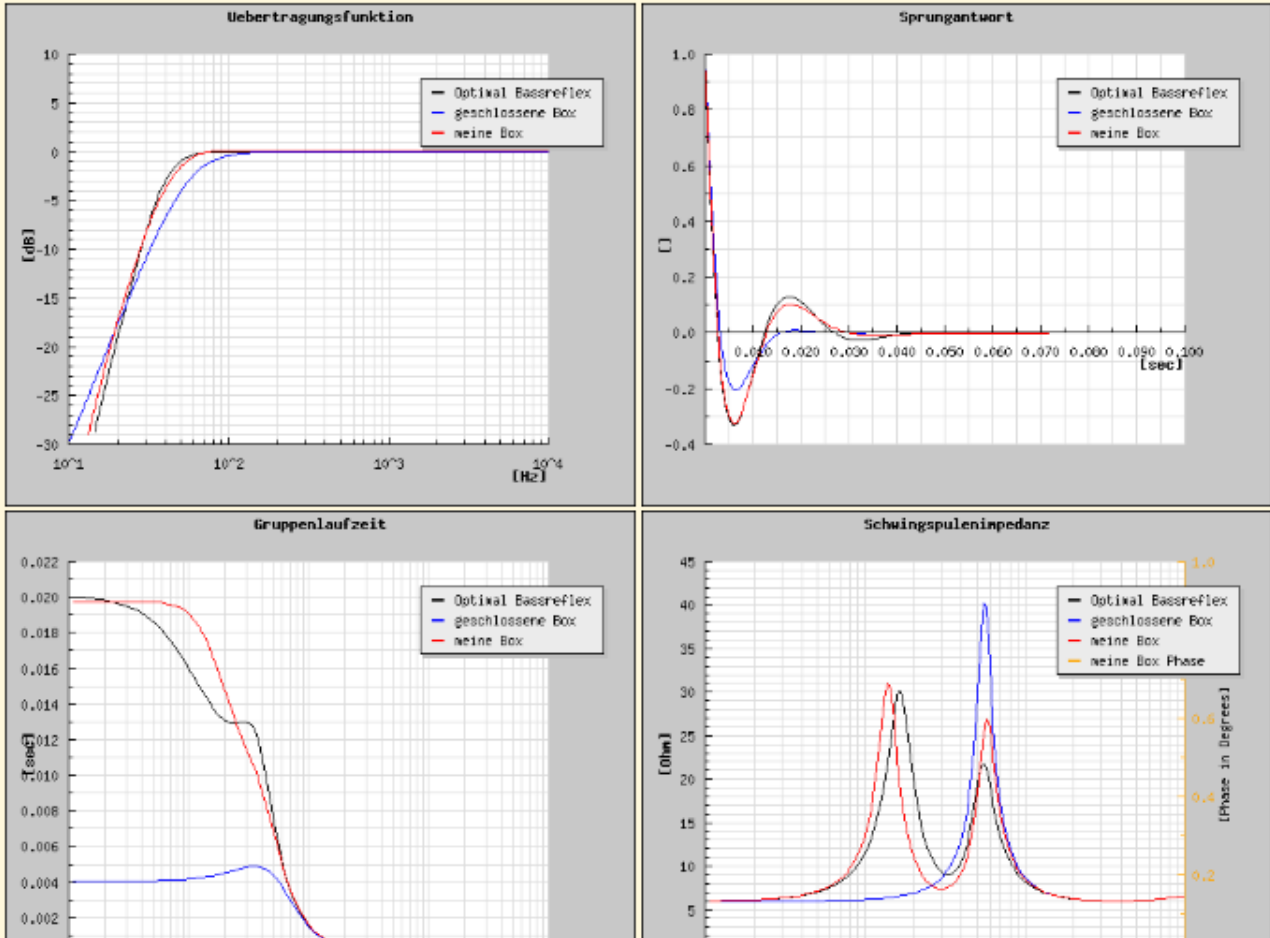 Uebertragungsfunktion
10
5
0
-5
-10
-15
-20
-25
-30
[dB]
10^1
10^2
10^3
10^4
[Hz]
Optimal Bassreflex
geschlossene Box
meine Box
Sprungantwort
1.0
0.8
0.6
0.4
0.2
0.0
-0.2
-0.4
[]
0.010
0.020
0.030
0.040
0.050
0.060
0.070
0.080
0.090
0.100
[sec]
Optimal Bassreflex
geschlossene Box
meine Box
Gruppenlaufzeit
0.022
0.020
0.018
0.016
0.014
0.012
0.010
0.008
0.006
0.004
0.002
[sec]
Optimal Bassreflex
geschlossene Box
meine Box
Schwingspulenimpedanz
45
40
35
30
25
20
15
10
5
[Ohm]
1.0
0.6
0.4
0.2
[Phase in Degrees]
Optimal Bassreflex
geschlossene Box
meine Box
meine Box Phase